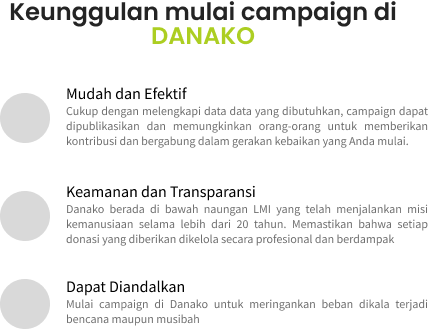 Keunggulan mulai campaign di
DANAKO
Mudah dan Efektif
Cukup dengan melengkapi data data yang dibutuhkan, campaign dapat
dipublikasikan dan memungkinkan orang-orang untuk memberikan
kontribusi dan bergabung dalam gerakan kebaikan yang Anda mulai.
Keamanan dan Transparansi
Danako berada di bawah naungan LMI yang telah menjalankan misi
kemanusiaan selama lebih dari 20 tahun. Memastikan bahwa setiap
donasi yang diberikan dikelola secara profesional dan berdampak
Dapat Diandalkan
Mulai campaign di Danako untuk meringankan beban dikala terjadi
bencana maupun musibah